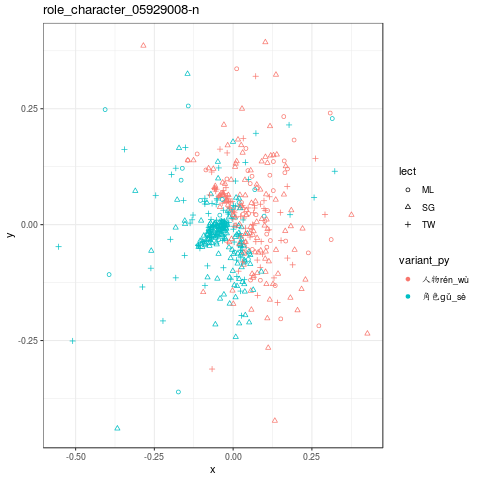 role_character_05929008-n
y
0.25
0.00
-0.25
-0.50
-0.25
0.00
0.25
x
lect
ML
SG
TW
variant_py
人物rén_wù
角色gǔ_sè